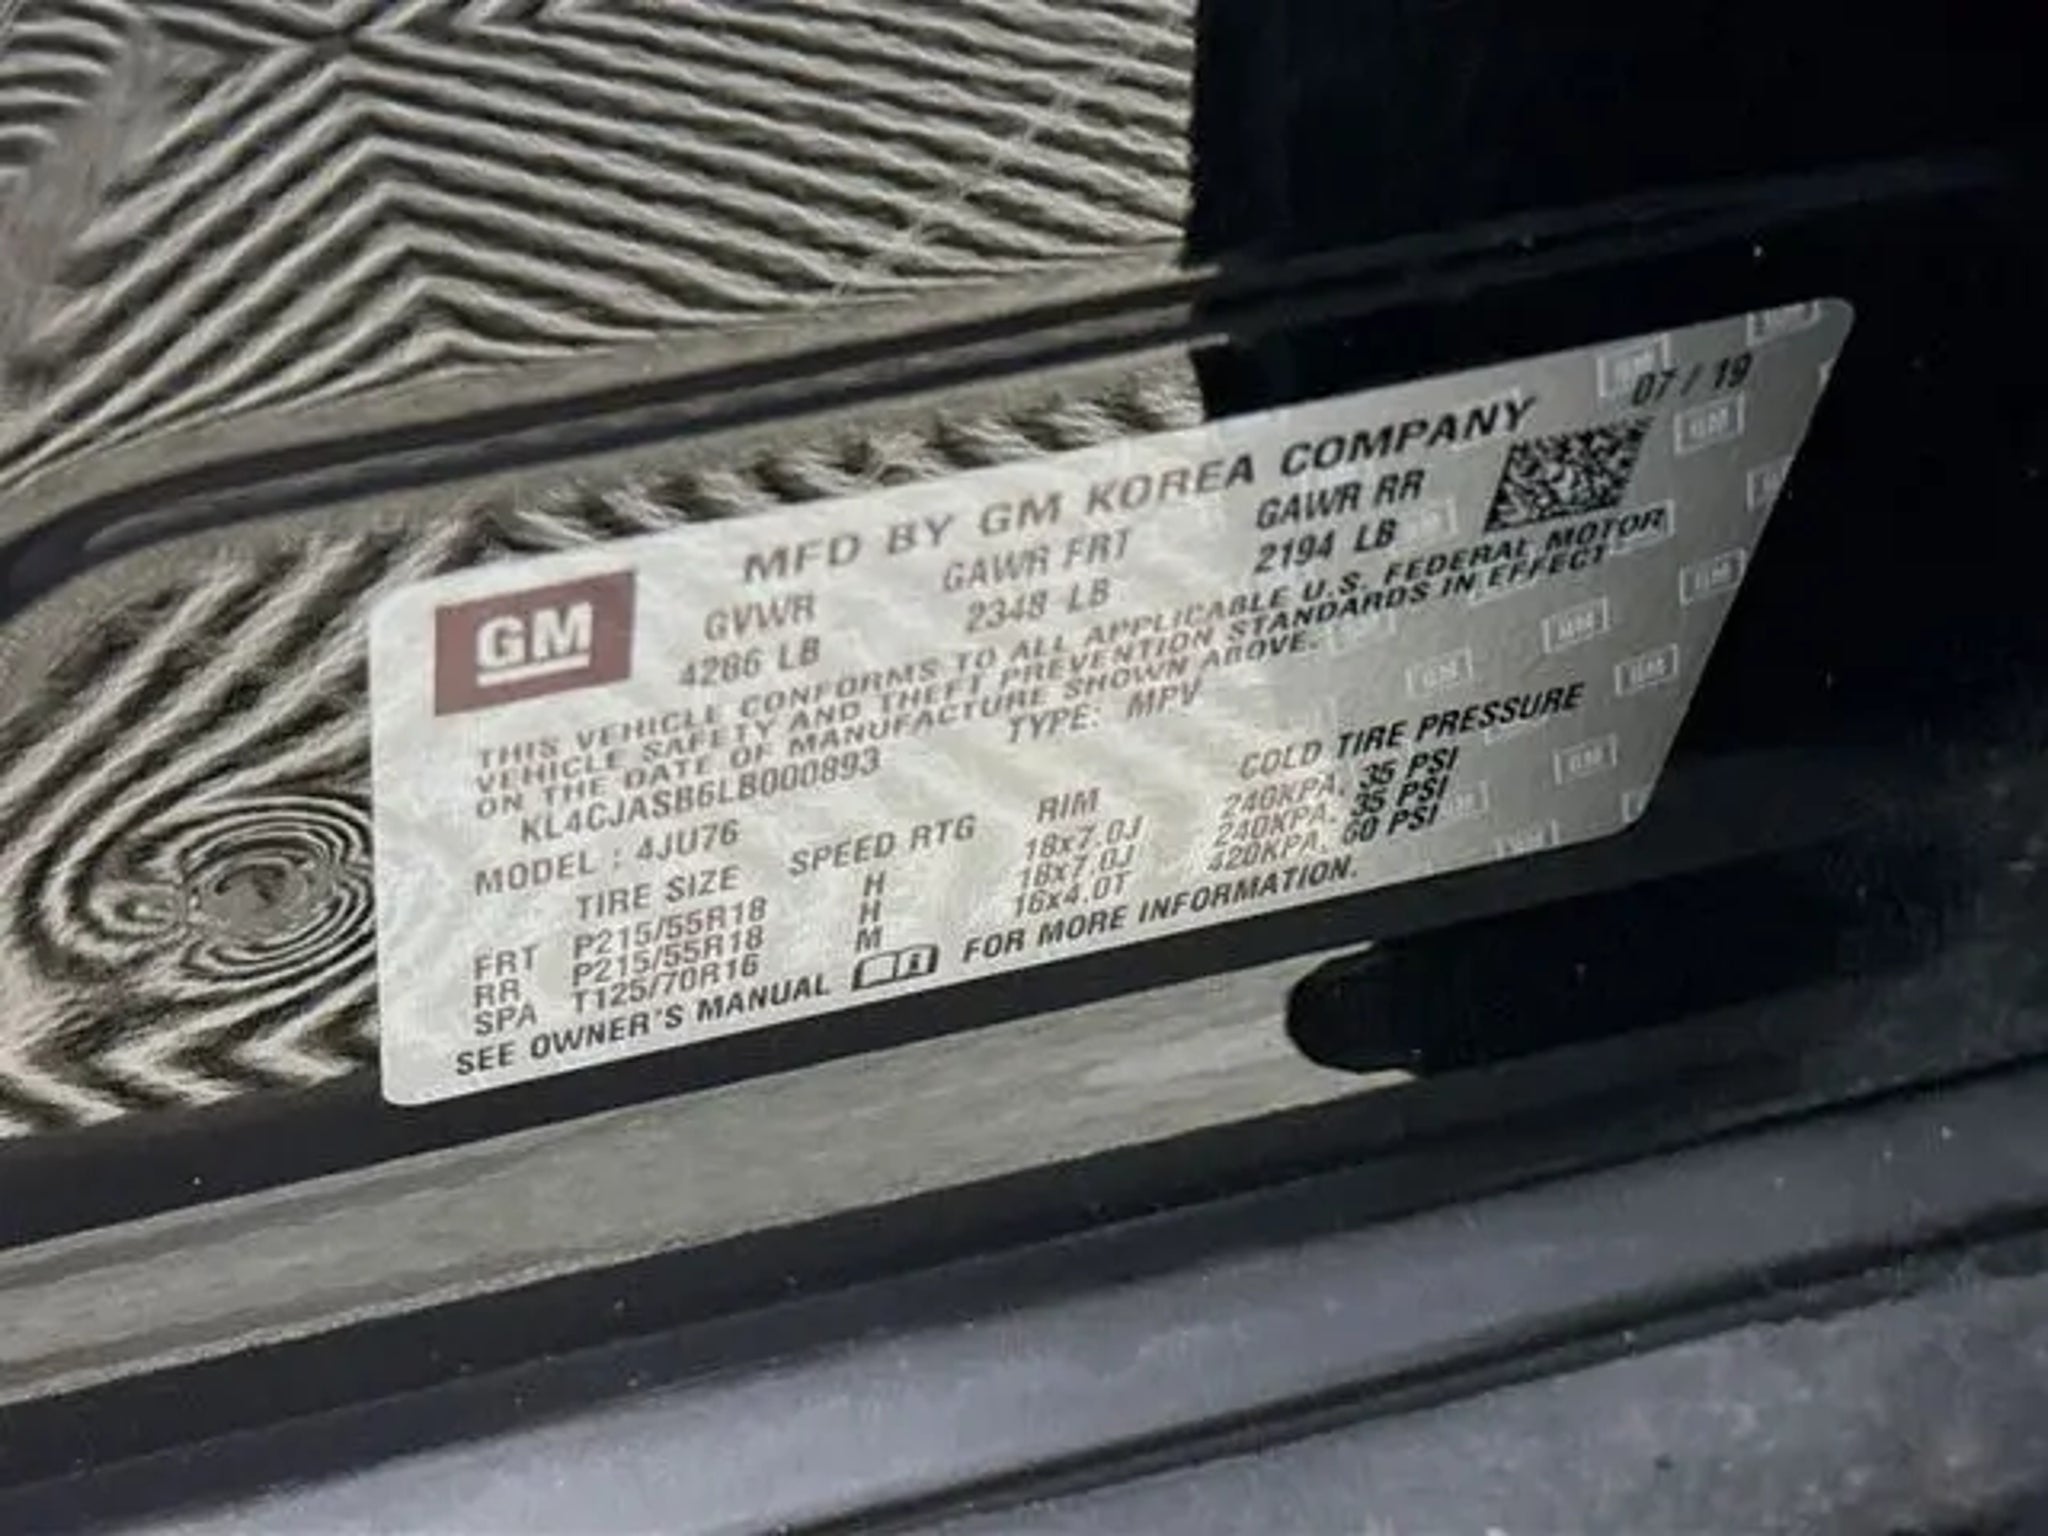 07 / 19
MFD BY GM KOREA COMPANY
GM
GVWR GAWR FRT GAWR RR
4286 LB 2348 LB 2194 LB
THIS VEHICLE CONFORMS TO ALL APPLICABLE U.S. FEDERAL MOTOR
VEHICLE SAFETY AND THEFT PREVENTION STANDARDS IN EFFECT
ON THE DATE OF MANUFACTURE SHOWN ABOVE.
KL4CJASB6LB000893 TYPE: MPV
MODEL : 4JU76
TIRE SIZE SPEED RTG RIM COLD TIRE PRESSURE
FRT P215/55R18 H 18x7.0J 240KPA, 35 PSI
RR P215/55R18 H 18x7.0J 240KPA, 35 PSI
SPA T125/70R16 M 16x4.0T 420KPA, 60 PSI
SEE OWNER'S MANUAL FOR MORE INFORMATION.